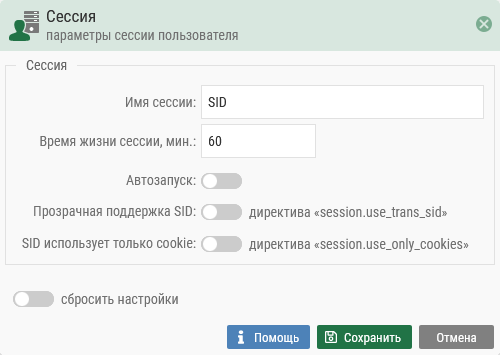 Сессия
параметры сессии пользователя
Сессия
Имя сессии: SID
Время жизни сессии, мин.: 60
Автозапуск:
Прозрачная поддержка SID: директива «session.use_trans_sid»
SID использует только cookie: директива «session.use_only_cookies»
сбросить настройки
Помощь Сохранить Отмена